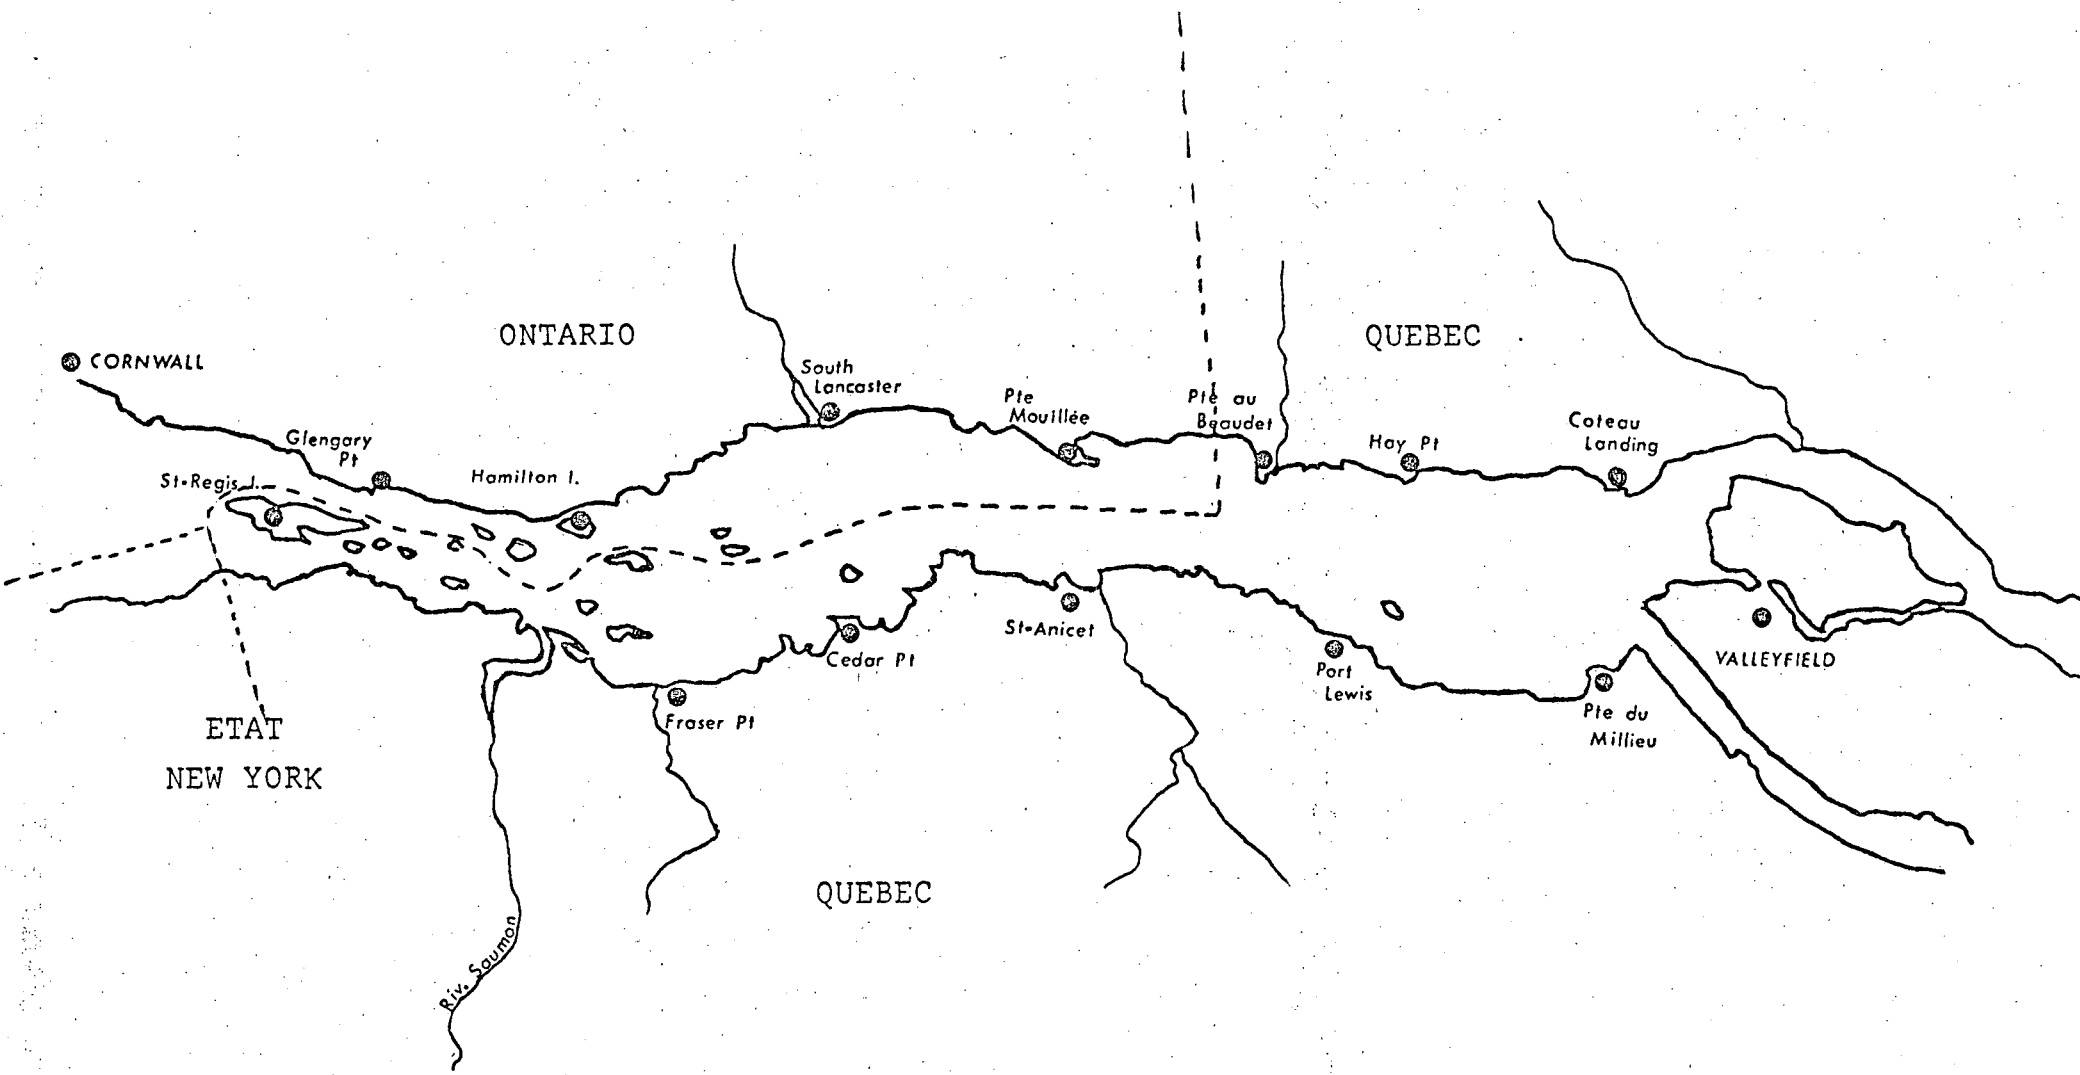 ONTARIO
QUEBEC
CORNWALL
South
Lancaster
Pte
Mouillée
Pte au
Beaudet
Hay Pt
Coteau
Landing
Glengary
Pt
St-Regis I.
Hamilton I.
St-Anicet
Cedar Pt
Port
Lewis
VALLEYFIELD
Pte du
Millieu
Fraser Pt
ETAT
NEW YORK
QUEBEC
Riv. Saumon